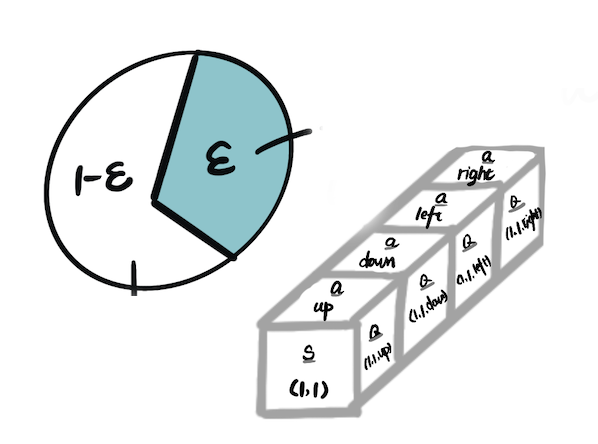 1-ε
ε
a
right
a
left
a
down
a
up
Q
(1,1,right)
Q
(1,1,left)
Q
(1,1,down)
Q
(1,1,up)
S
(1,1)